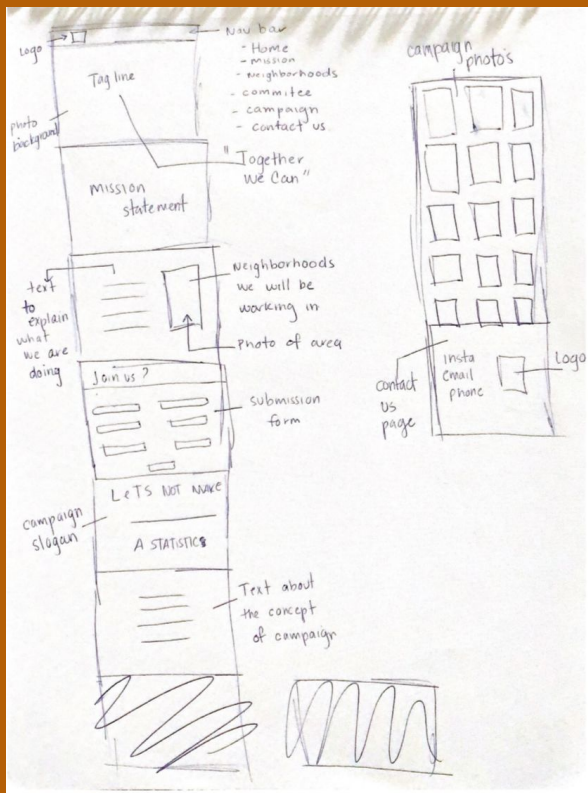 Logo
Nav bar
- Home
- mission
- Neighborhoods
- commitee
- campaign
- contact us
Tag line
photo
background
"Together
we Can"
mission
statement
text
to
explain
what
we are
doing
Neighborhoods
we will be
working in
photo of area
Join us?
submission
form
LeTS NOT MAKE
A STATISTICS
campaign
slogan
Text about
the concept
of campaign
campaign
photo's
Insta
email
phone
Logo
contact
us
page